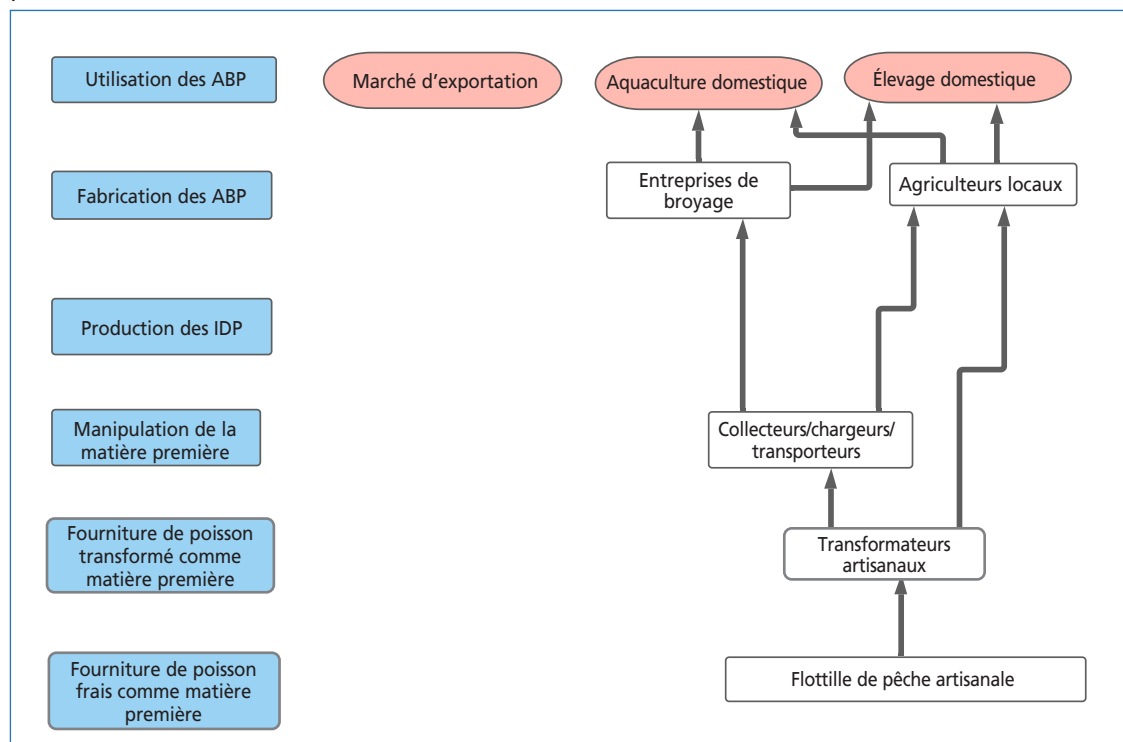 Utilisation des ABP
Marché d'exportation
Aquaculture domestique
Élevage domestique
Fabrication des ABP
Entreprises de
broyage
Agriculteurs locaux
Production des IDP
Manipulation de la
matière première
Collecteurs/chargeurs/
transporteurs
Fourniture de poisson
transformé comme
matière première
Transformateurs
artisanaux
Fourniture de poisson
frais comme matière
première
Flottille de pêche artisanale